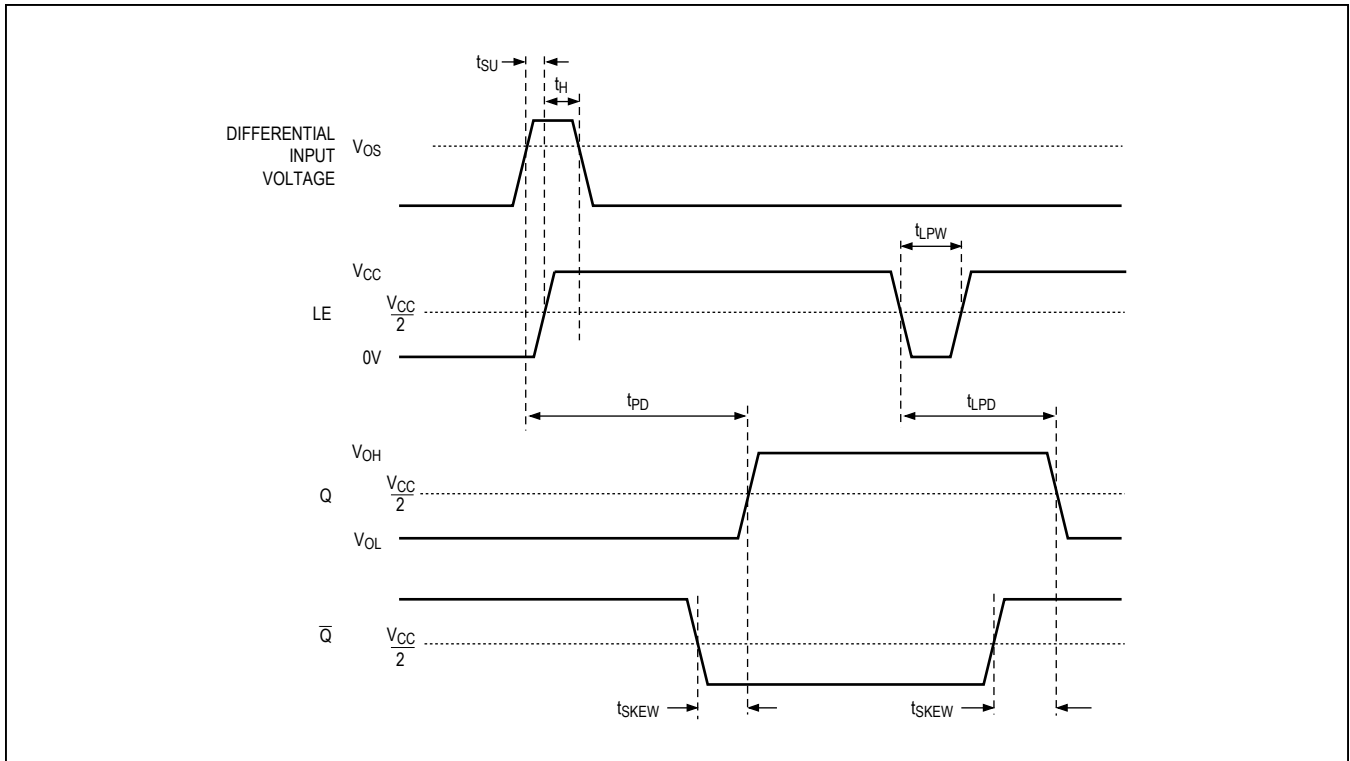 tSU
tH
DIFFERENTIAL
INPUT
VOLTAGE
VOS
tLPW
VCC
LE
VCC
2
0V
tPD
tLPD
VOH
Q
VCC
2
VOL
Q̅
VCC
2
tSKEW
tSKEW